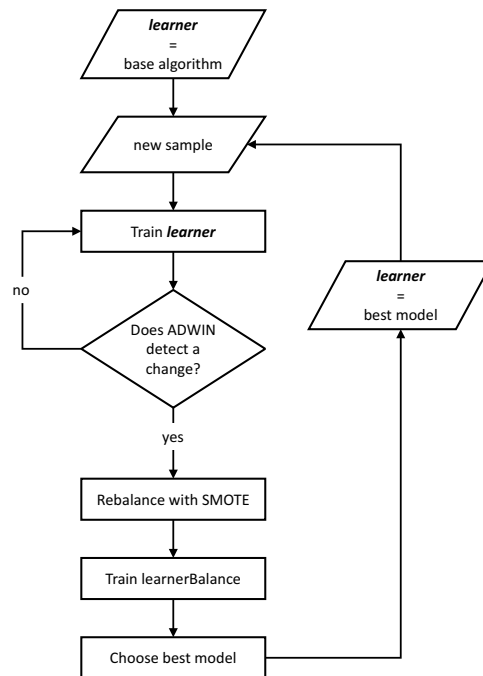 learner
=
base algorithm
new sample
Train learner
no
Does ADWIN
detect a
change?
learner
=
best model
yes
Rebalance with SMOTE
Train learnerBalance
Choose best model